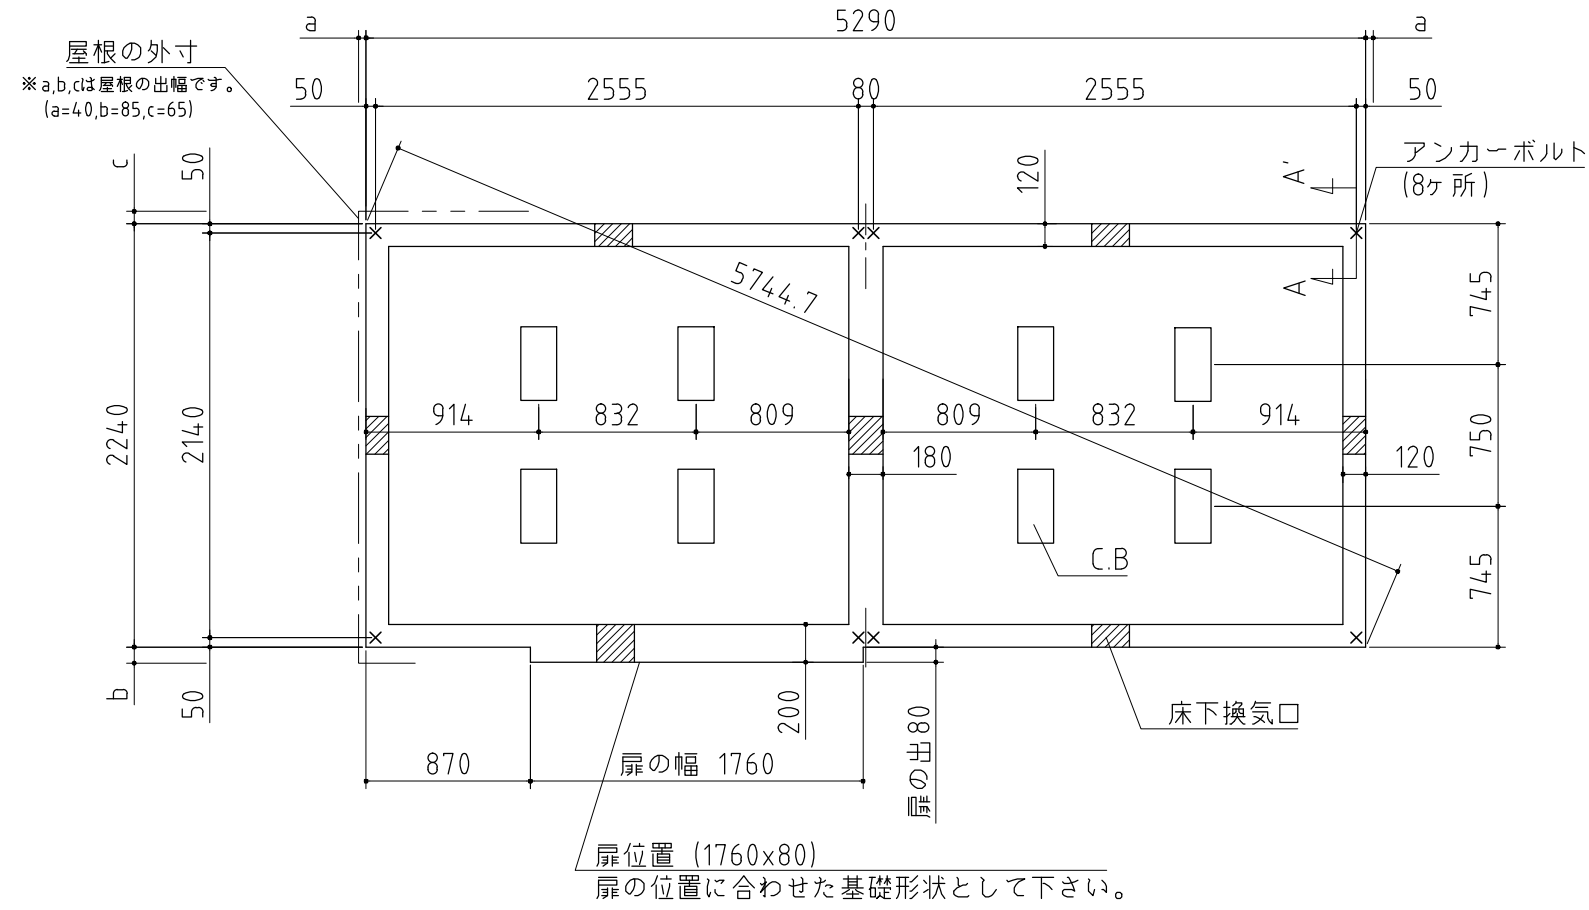 a
5290
a
屋根の外寸
※a,b,cは屋根の出幅です。
(a=40,b=85,c=65)
50
2555
80
2555
50
アンカーボルト
(8ヶ所)
c
50
120
A'
A
5744.7
745
2240
2140
914
832
809
809
832
914
750
180
120
C.B
745
b
50
200
扉の出80
床下換気口
870
扉の幅 1760
扉位置 (1760x80)
扉の位置に合わせた基礎形状として下さい。